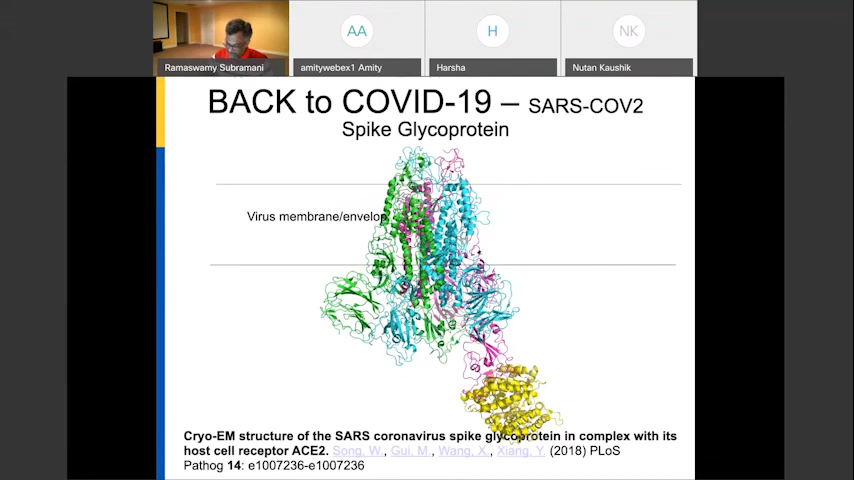 AA
H
NK
Ramaswamy Subramani
amitywebex1 Amity
Harsha
Nutan Kaushik
BACK to COVID-19 – SARS-COV2
Spike Glycoprotein
Virus membrane/envelop
Cryo-EM structure of the SARS coronavirus spike glycoprotein in complex with its
host cell receptor ACE2. Song, W., Gui, M., Wang, X., Xiang, Y. (2018) PLoS
Pathog 14: e1007236-e1007236